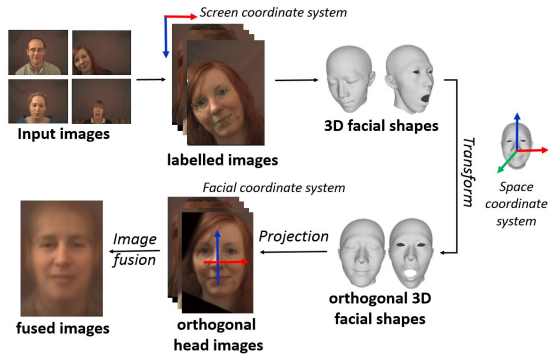 Screen coordinate system
Input images
labelled images
3D facial shapes
Transform
Space
coordinate
system
Facial coordinate system
Image
fusion
Projection
fused images
orthogonal
head images
orthogonal 3D
facial shapes